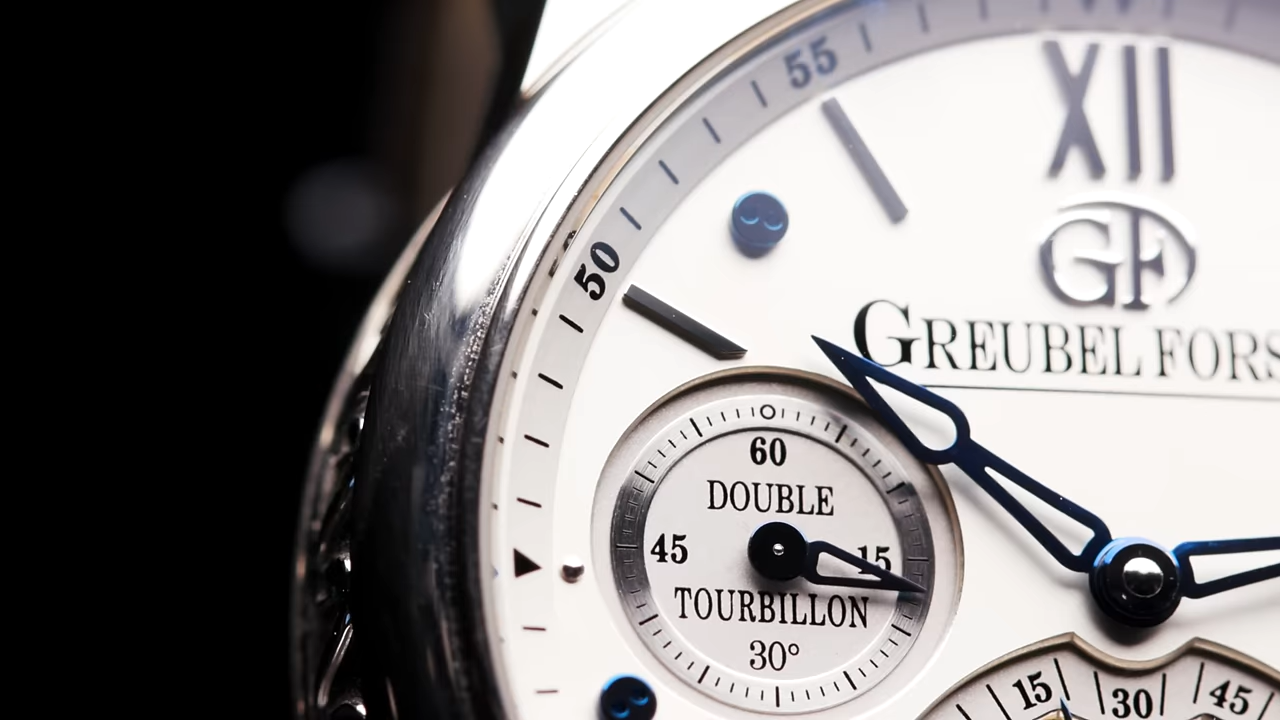 55
XII
50
GF
GREUBEL FORS
60
DOUBLE
45 15
TOURBILLON
30°
15 30 45